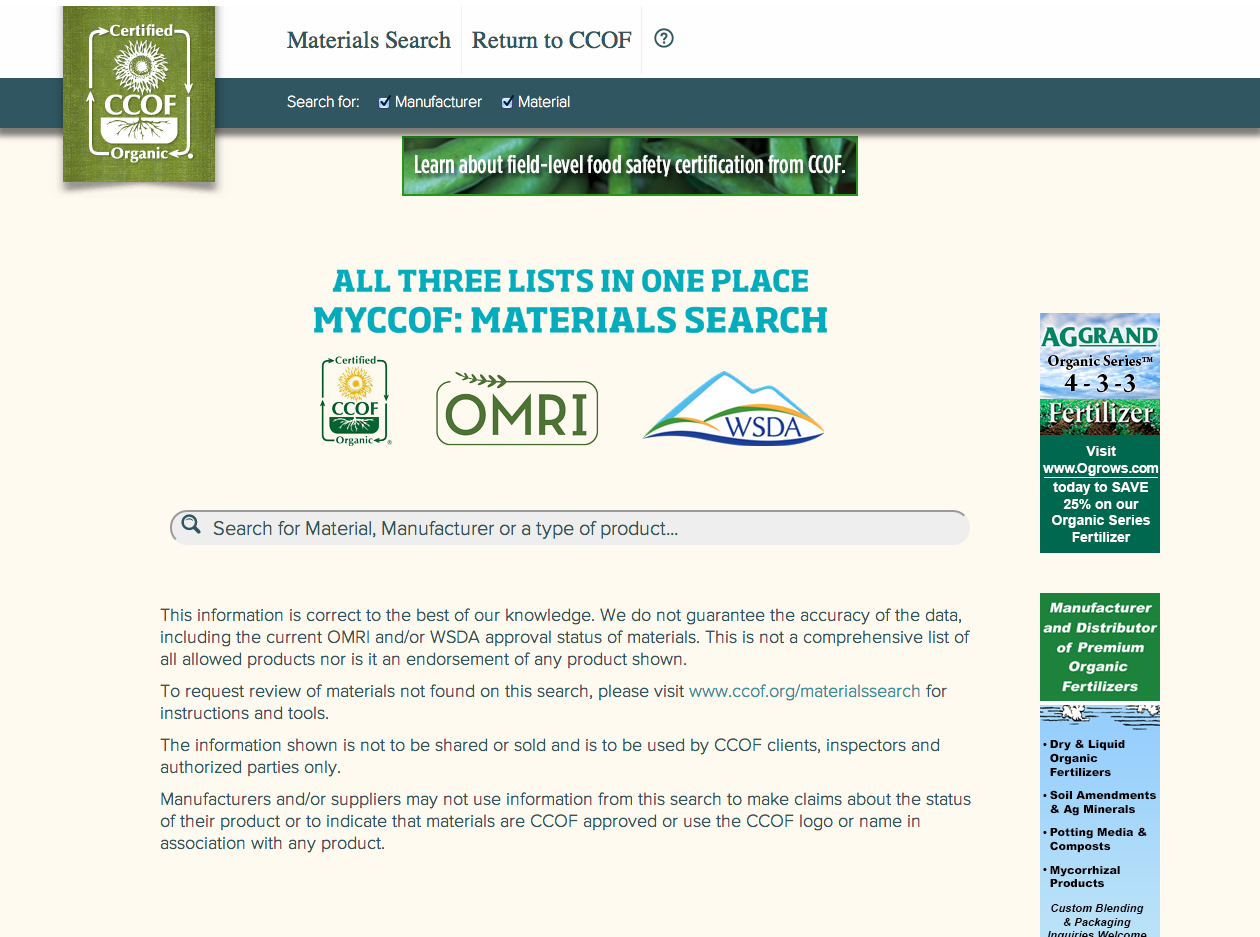 Certified
CCOF
Organic
Materials Search
Return to CCOF
?
Search for:
Manufacturer
Material
Learn about field-level food safety certification from CCOF.
ALL THREE LISTS IN ONE PLACE
MYCCOF: MATERIALS SEARCH
Certified
CCOF
Organic
®
OMRI
WSDA
Search for Material, Manufacturer or a type of product...
This information is correct to the best of our knowledge. We do not guarantee the accuracy of the data,
including the current OMRI and/or WSDA approval status of materials. This is not a comprehensive list of
all allowed products nor is it an endorsement of any product shown.
To request review of materials not found on this search, please visit www.ccof.org/materialssearch for
instructions and tools.
The information shown is not to be shared or sold and is to be used by CCOF clients, inspectors and
authorized parties only.
Manufacturers and/or suppliers may not use information from this search to make claims about the status
of their product or to indicate that materials are CCOF approved or use the CCOF logo or name in
association with any product.
AGGRAND
Organic Series™
4 - 3 -3
Fertilizer
Visit
www.Ogrows.com
today to SAVE
25% on our
Organic Series
Fertilizer
Manufacturer
and Distributor
of Premium
Organic
Fertilizers
• Dry & Liquid
Organic
Fertilizers
• Soil Amendments
& Ag Minerals
• Potting Media &
Composts
• Mycorrhizal
Products
Custom Blending
& Packaging
Inquiries Welcome